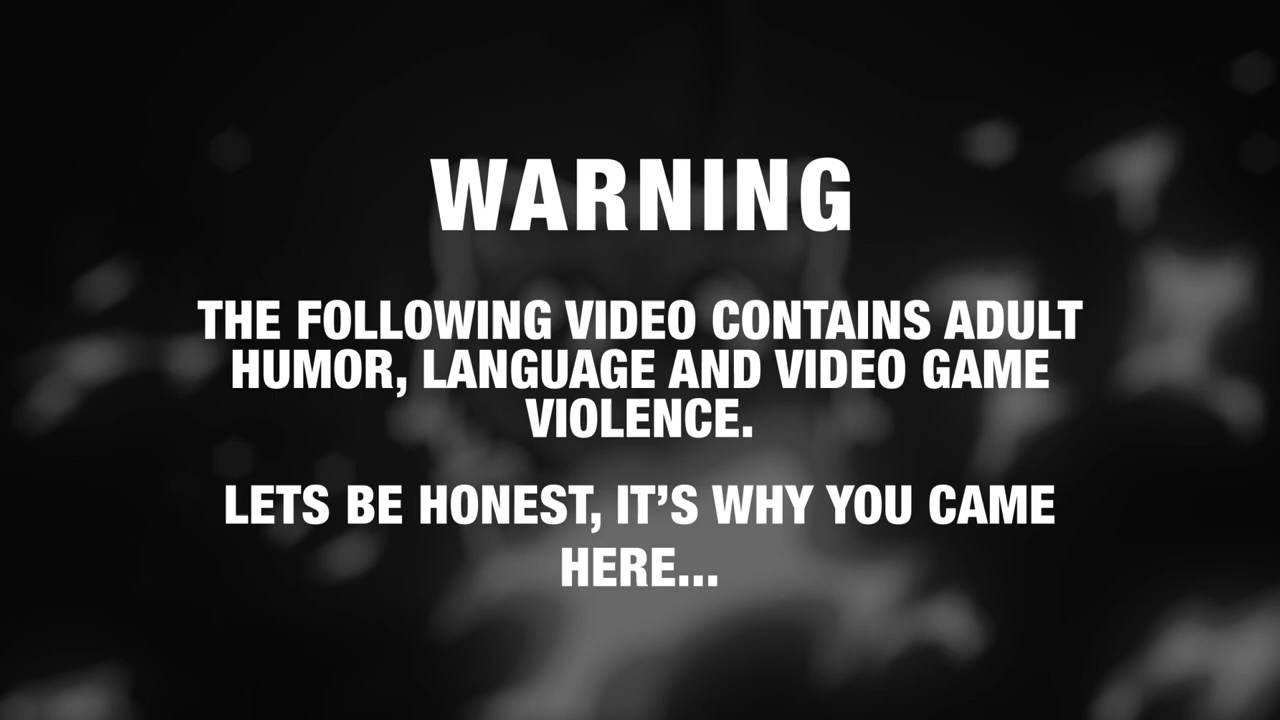 WARNING
THE FOLLOWING VIDEO CONTAINS ADULT
HUMOR, LANGUAGE AND VIDEO GAME
VIOLENCE.
LETS BE HONEST, IT’S WHY YOU CAME
HERE...